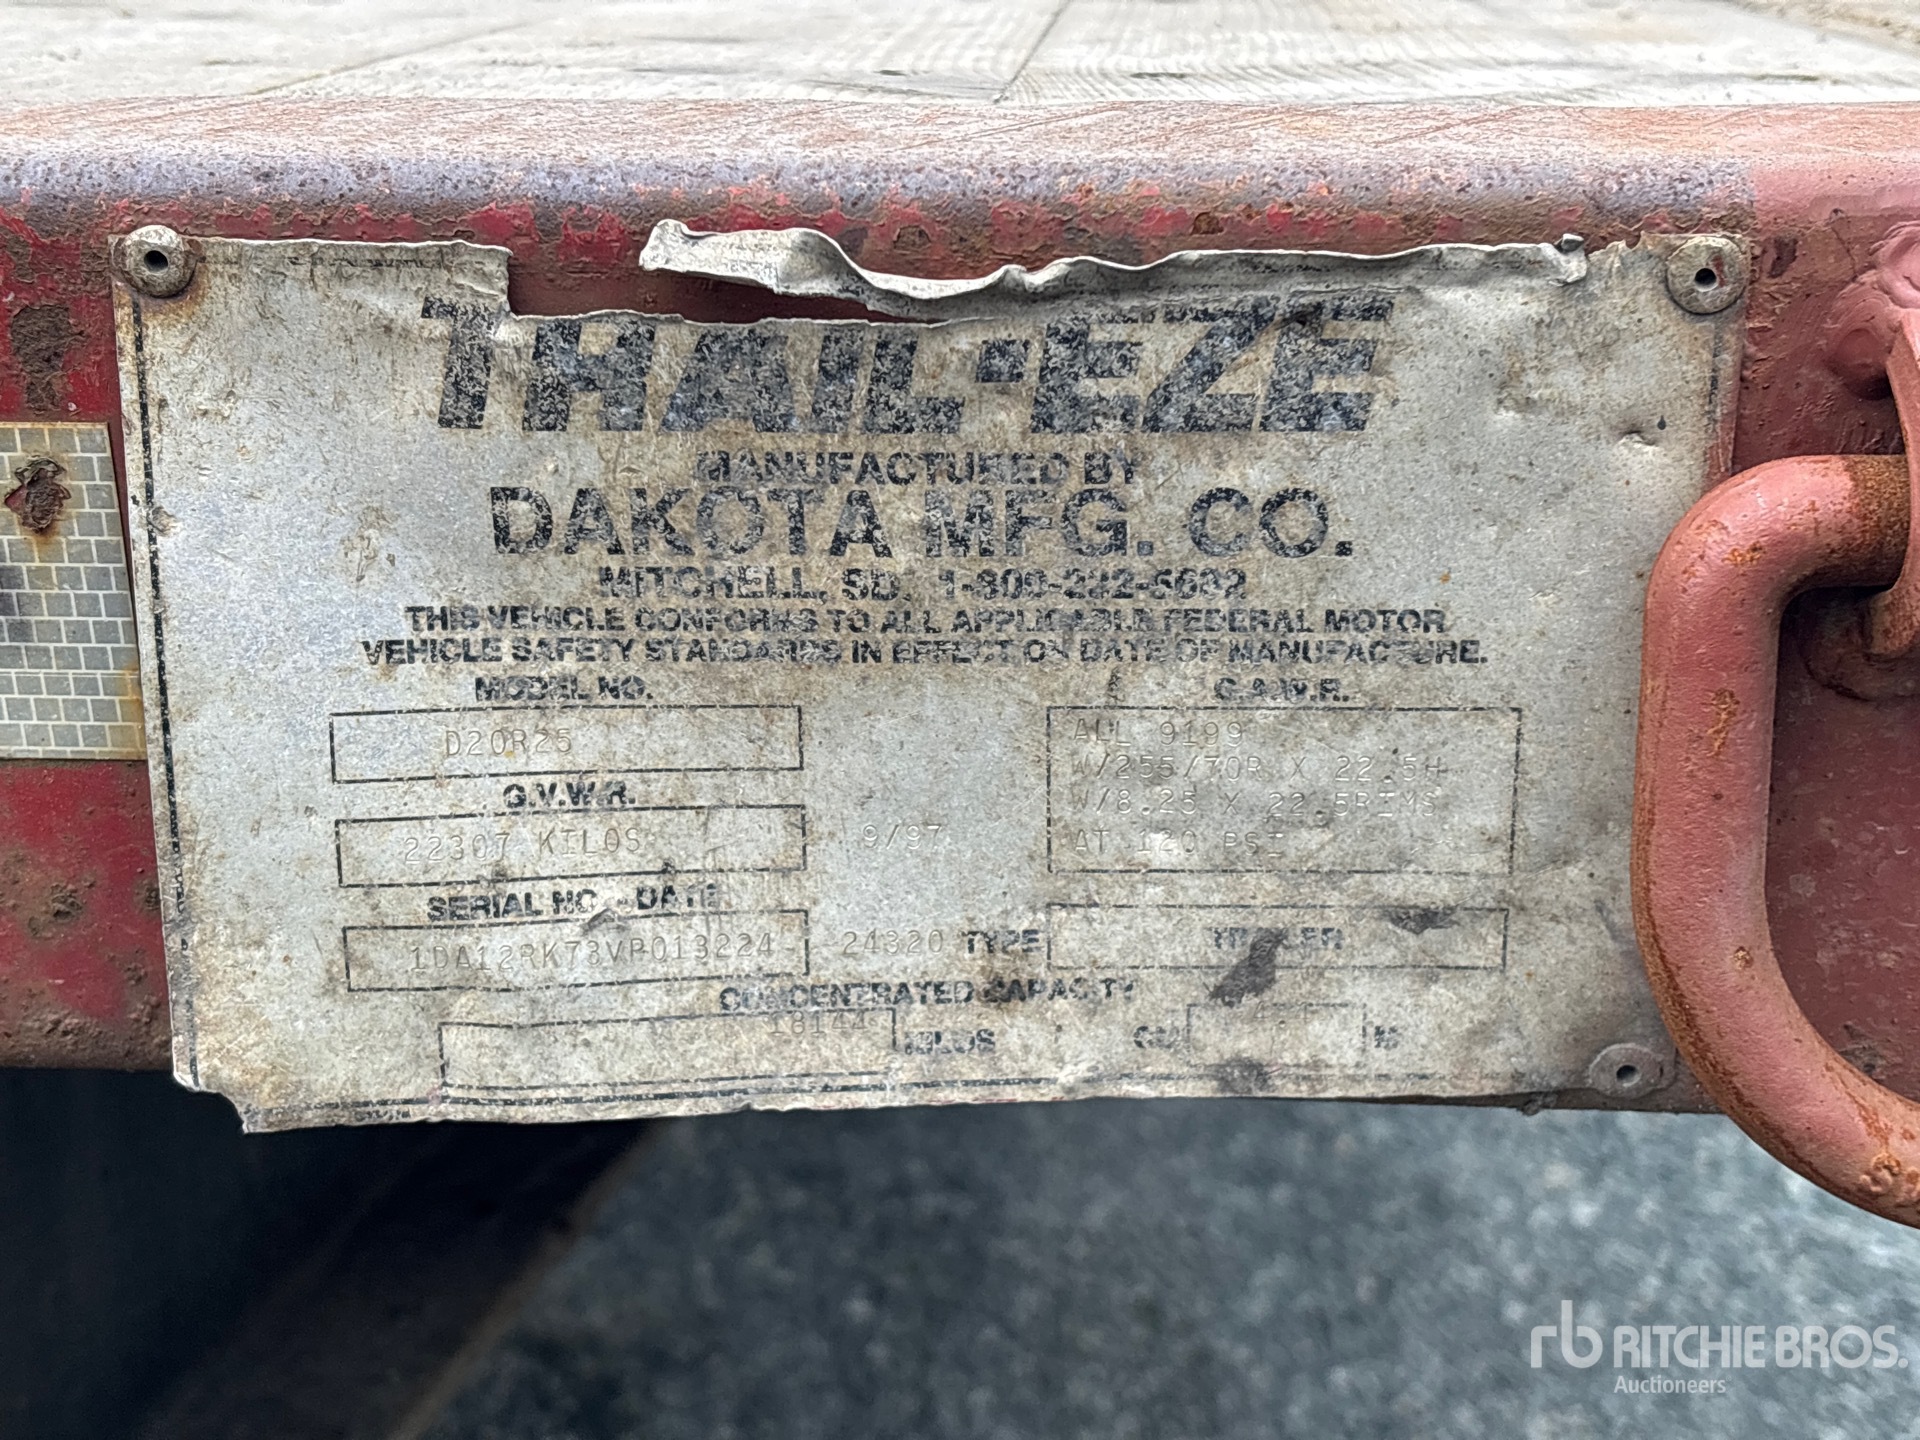 TRAIL-EZE
MANUFACTURED BY
DAKOTA MFG. CO.
MITCHELL, SD. 1-800-232-5682
THIS VEHICLE CONFORMS TO ALL APPLICABLE FEDERAL MOTOR
VEHICLE SAFETY STANDARDS IN EFFECT ON DATE OF MANUFACTURE.
MODEL NO. G.A.W.R.
D20R25 ALL 9199
W/255/70R X 22.5H
G.V.W.R. W/8.25 X 22.5RIMS
22307 KILOS 9/97 AT 120 PSI
SERIAL NO. - DATE
1DA12RK73VP013224 24320 TYPE TRAILER
CONCENTRATED CAPACITY
18144 KILOS M
RITCHIE BROS.
Auctioneers